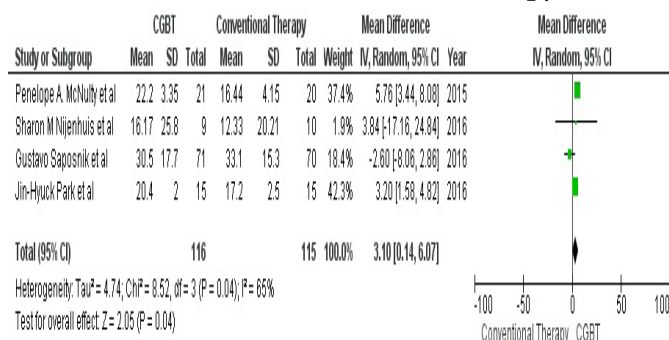 CGBT Conventional Therapy Mean Difference Mean Difference
Study or Subgroup Mean SD Total Mean SD Total Weight IV, Random, 95% CI Year IV, Random, 95% CI
Penelope A. McNulty et al 22.2 3.35 21 16.44 4.15 20 37.4% 5.76 [3.44, 8.08] 2015
Sharon M Nijenhuis et al 16.17 25.8 9 12.33 20.21 10 1.9% 3.84 [-17.16, 24.84] 2016
Gustavo Saposnik et al 30.5 17.7 71 33.1 15.3 70 18.4% -2.60 [-8.06, 2.86] 2016
Jin-Hyuck Park et al 20.4 2 15 17.2 2.5 15 42.3% 3.20 [1.58, 4.82] 2016
Total (95% CI) 116 115 100.0% 3.10 [0.14, 6.07]
Heterogeneity: Tau² = 4.74; Chi² = 8.52, df = 3 (P = 0.04); I² = 65%
Test for overall effect: Z = 2.05 (P = 0.04)
-100 -50 0 50 100
Conventional Therapy CGBT